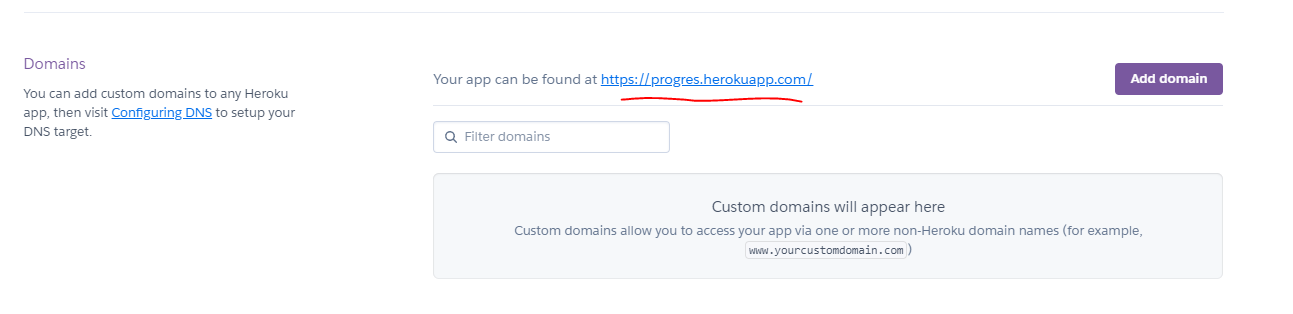 Domains
You can add custom domains to any Heroku
app, then visit Configuring DNS to setup your
DNS target.
Your app can be found at https://progres.herokuapp.com/
Add domain
Filter domains
Custom domains will appear here
Custom domains allow you to access your app via one or more non-Heroku domain names (for example,
www.yourcustomdomain.com)